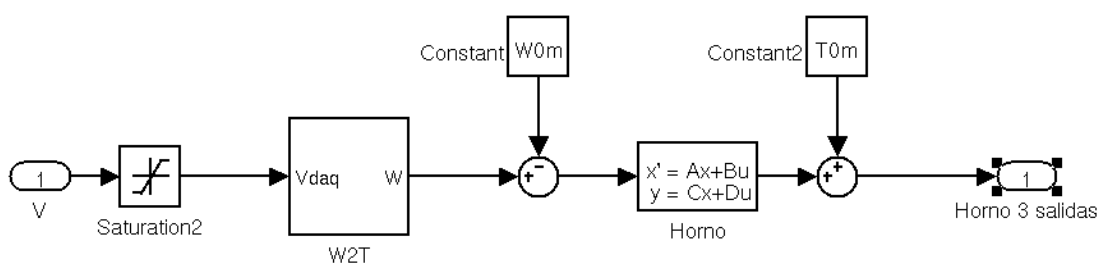 Constant
W0m
Constant2
T0m
1
V
Saturation2
Vdaq
W
W2T
+
-
x' = Ax+Bu
y = Cx+Du
Horno
+
+
1
Horno 3 salidas